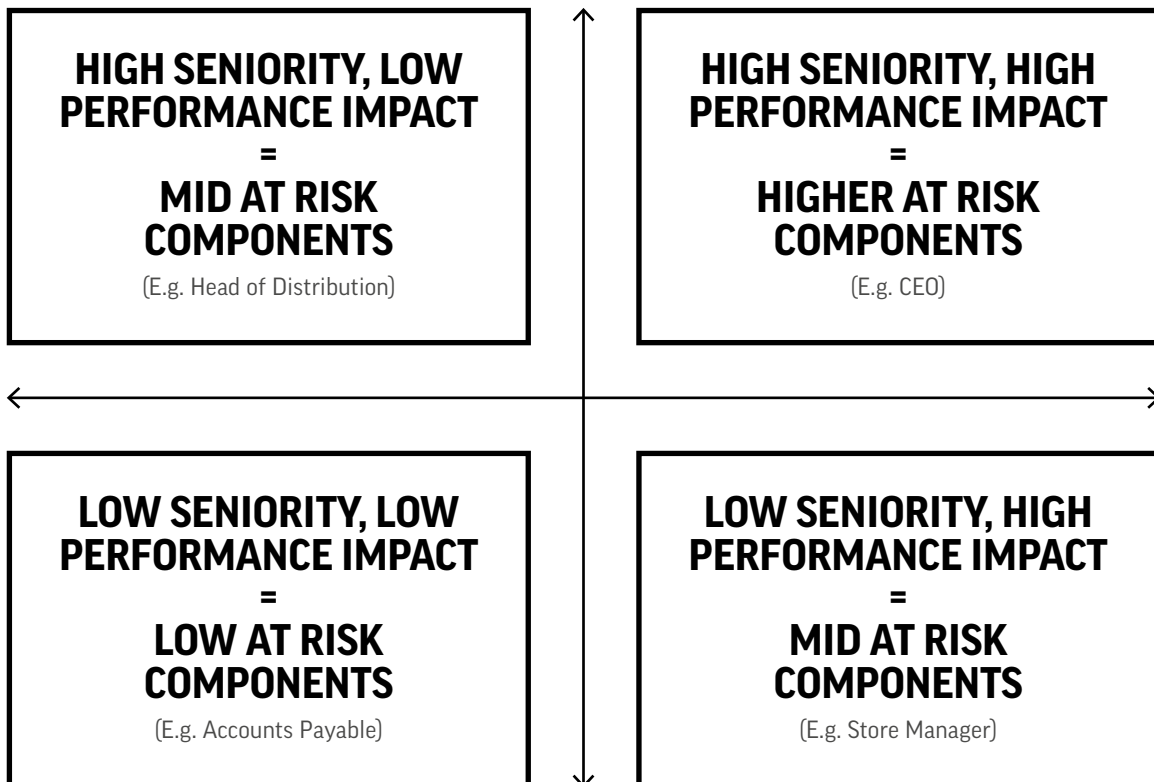 HIGH SENIORITY, LOW
PERFORMANCE IMPACT
=
MID AT RISK
COMPONENTS
(E.g. Head of Distribution)
HIGH SENIORITY, HIGH
PERFORMANCE IMPACT
=
HIGHER AT RISK
COMPONENTS
(E.g. CEO)
LOW SENIORITY, LOW
PERFORMANCE IMPACT
=
LOW AT RISK
COMPONENTS
(E.g. Accounts Payable)
LOW SENIORITY, HIGH
PERFORMANCE IMPACT
=
MID AT RISK
COMPONENTS
(E.g. Store Manager)